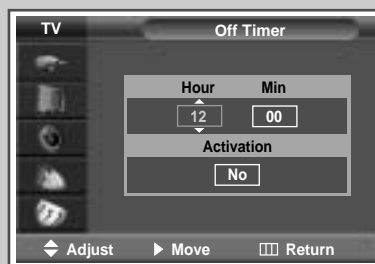 TV Off Timer
Hour Min
12 00
Activation
No
Adjust Move Return